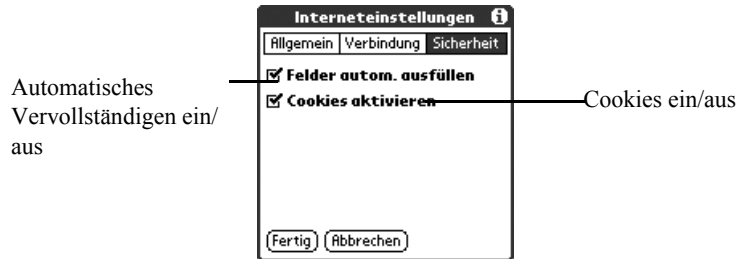 Interneteinstellungen i
Allgemein Verbindung Sicherheit
Felder autom. ausfüllen
Cookies aktivieren
Automatisches
Vervollständigen ein/
aus
Cookies ein/aus
Fertig Abbrechen